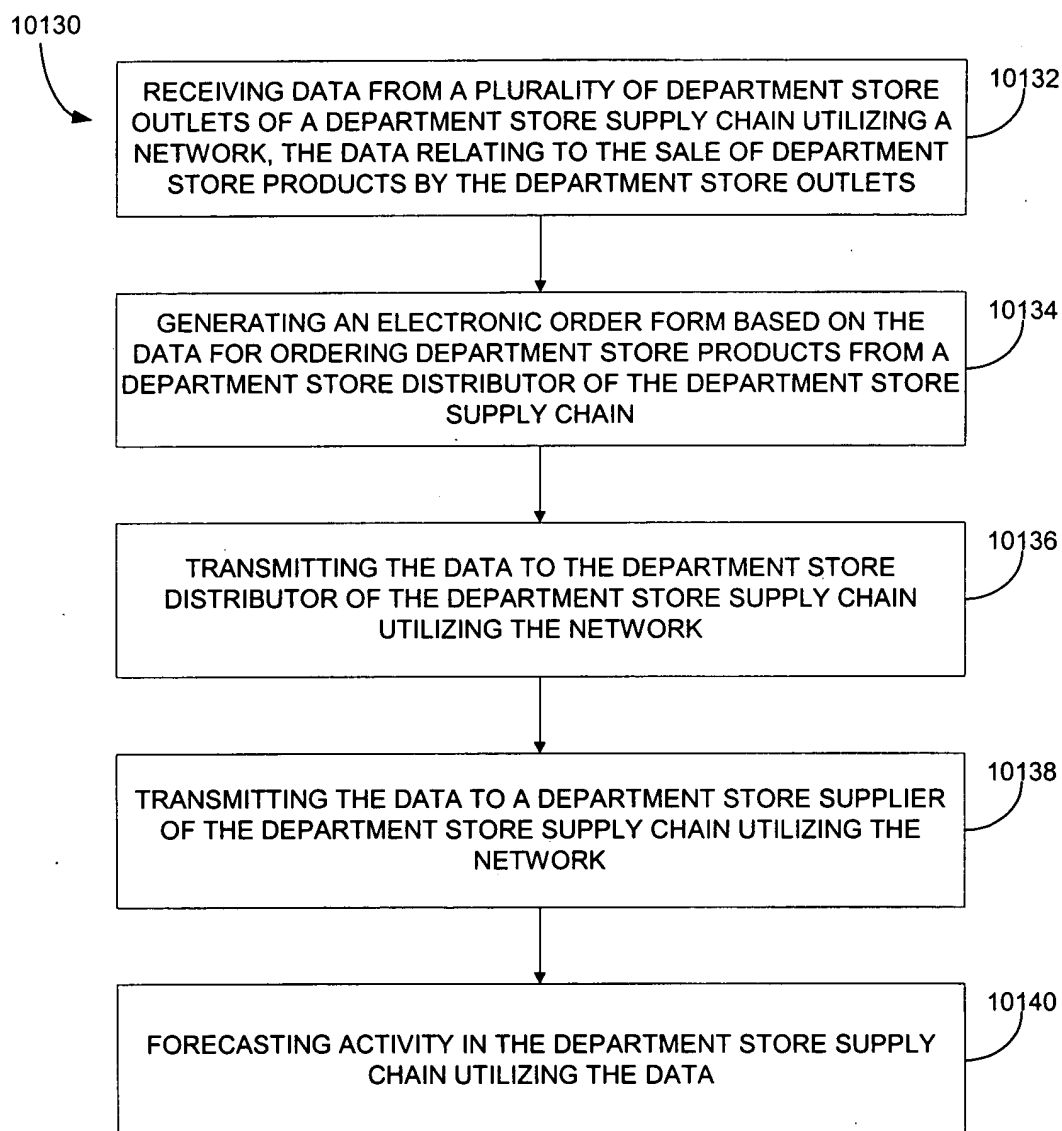 10130
RECEIVING DATA FROM A PLURALITY OF DEPARTMENT STORE
OUTLETS OF A DEPARTMENT STORE SUPPLY CHAIN UTILIZING A
NETWORK, THE DATA RELATING TO THE SALE OF DEPARTMENT
STORE PRODUCTS BY THE DEPARTMENT STORE OUTLETS
10132
GENERATING AN ELECTRONIC ORDER FORM BASED ON THE
DATA FOR ORDERING DEPARTMENT STORE PRODUCTS FROM A
DEPARTMENT STORE DISTRIBUTOR OF THE DEPARTMENT STORE
SUPPLY CHAIN
10134
TRANSMITTING THE DATA TO THE DEPARTMENT STORE
DISTRIBUTOR OF THE DEPARTMENT STORE SUPPLY CHAIN
UTILIZING THE NETWORK
10136
TRANSMITTING THE DATA TO A DEPARTMENT STORE SUPPLIER
OF THE DEPARTMENT STORE SUPPLY CHAIN UTILIZING THE
NETWORK
10138
FORECASTING ACTIVITY IN THE DEPARTMENT STORE SUPPLY
CHAIN UTILIZING THE DATA
10140